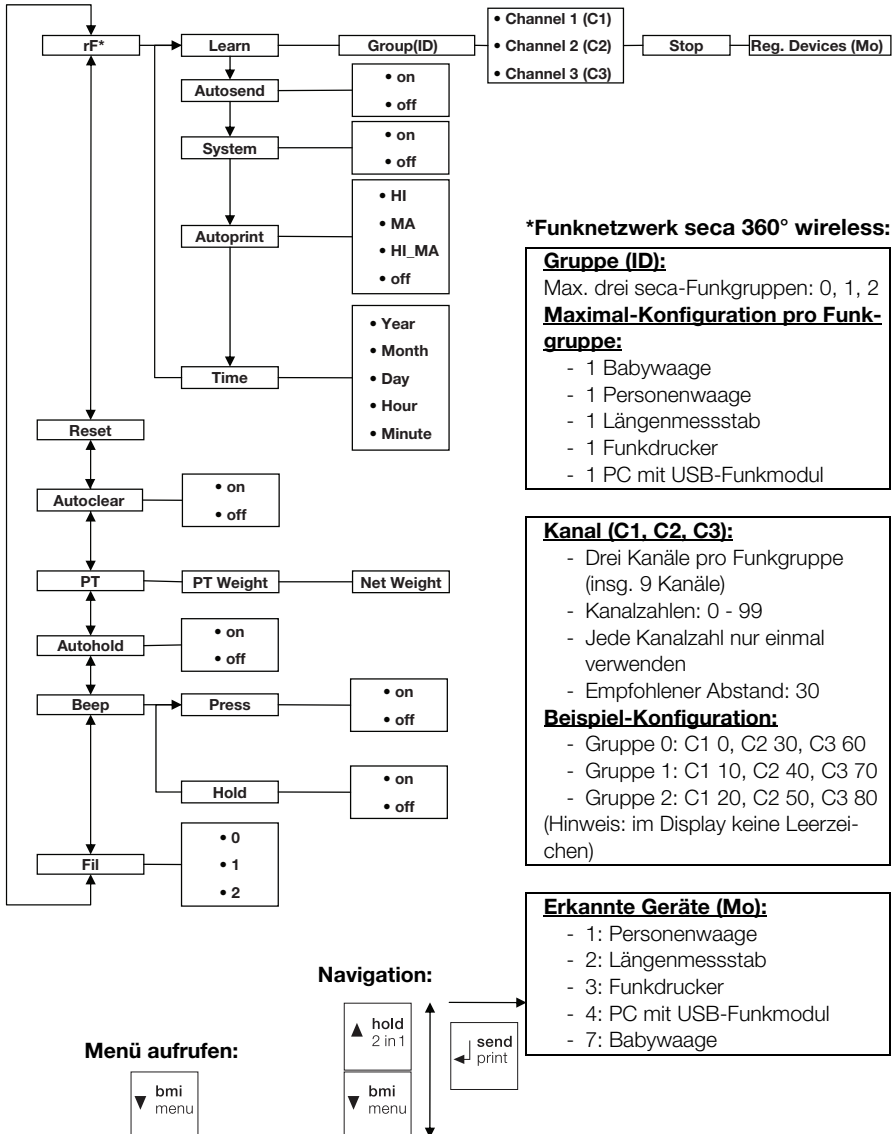 rF*
Learn
Group(ID)
• Channel 1 (C1)
• Channel 2 (C2)
• Channel 3 (C3)
Stop
Reg. Devices (Mo)
Autosend
• on
• off
System
• on
• off
Autoprint
• HI
• MA
• HI_MA
• off
Time
• Year
• Month
• Day
• Hour
• Minute
Reset
Autoclear
• on
• off
PT
PT Weight
Net Weight
Autohold
• on
• off
Beep
Press
• on
• off
Hold
• on
• off
Fil
• 0
• 1
• 2
*Funknetzwerk seca 360° wireless:
Gruppe (ID):
Max. drei seca-Funkgruppen: 0, 1, 2
Maximal-Konfiguration pro Funk-
gruppe:
- 1 Babywaage
- 1 Personenwaage
- 1 Längenmessstab
- 1 Funkdrucker
- 1 PC mit USB-Funkmodul
Kanal (C1, C2, C3):
- Drei Kanäle pro Funkgruppe
(insg. 9 Kanäle)
- Kanalzahlen: 0 - 99
- Jede Kanalzahl nur einmal
verwenden
- Empfohlener Abstand: 30
Beispiel-Konfiguration:
- Gruppe 0: C1 0, C2 30, C3 60
- Gruppe 1: C1 10, C2 40, C3 70
- Gruppe 2: C1 20, C2 50, C3 80
(Hinweis: im Display keine Leerzei-
chen)
Erkannte Geräte (Mo):
- 1: Personenwaage
- 2: Längenmessstab
- 3: Funkdrucker
- 4: PC mit USB-Funkmodul
- 7: Babywaage
Navigation:
hold
2 in 1
send
print
bmi
menu
Menü aufrufen:
bmi
menu